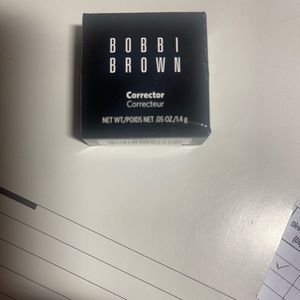 BOBBI
BROWN
Corrector
Correcteur
NET WT./POIDS NET .05 OZ./1.4 g